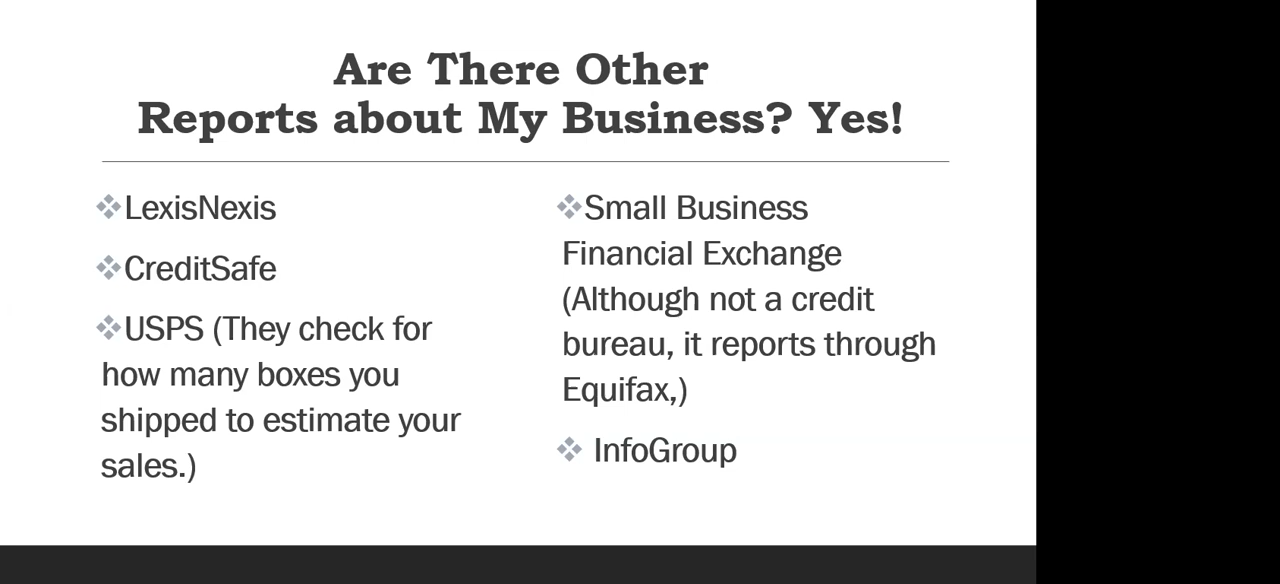 Are There Other
Reports about My Business? Yes!
❖LexisNexis
❖CreditSafe
❖USPS (They check for
how many boxes you
shipped to estimate your
sales.)
❖Small Business
Financial Exchange
(Although not a credit
bureau, it reports through
Equifax,)
❖ InfoGroup